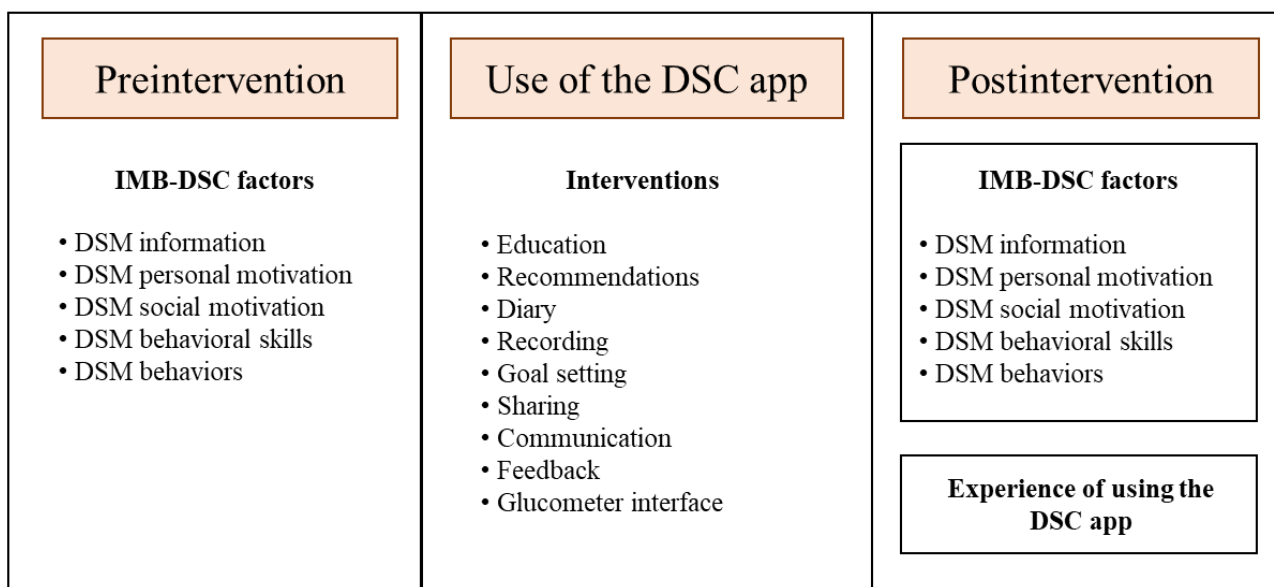 Preintervention
IMB-DSC factors
• DSM information
• DSM personal motivation
• DSM social motivation
• DSM behavioral skills
• DSM behaviors
Use of the DSC app
Interventions
• Education
• Recommendations
• Diary
• Recording
• Goal setting
• Sharing
• Communication
• Feedback
• Glucometer interface
Postintervention
IMB-DSC factors
• DSM information
• DSM personal motivation
• DSM social motivation
• DSM behavioral skills
• DSM behaviors
Experience of using the
DSC app